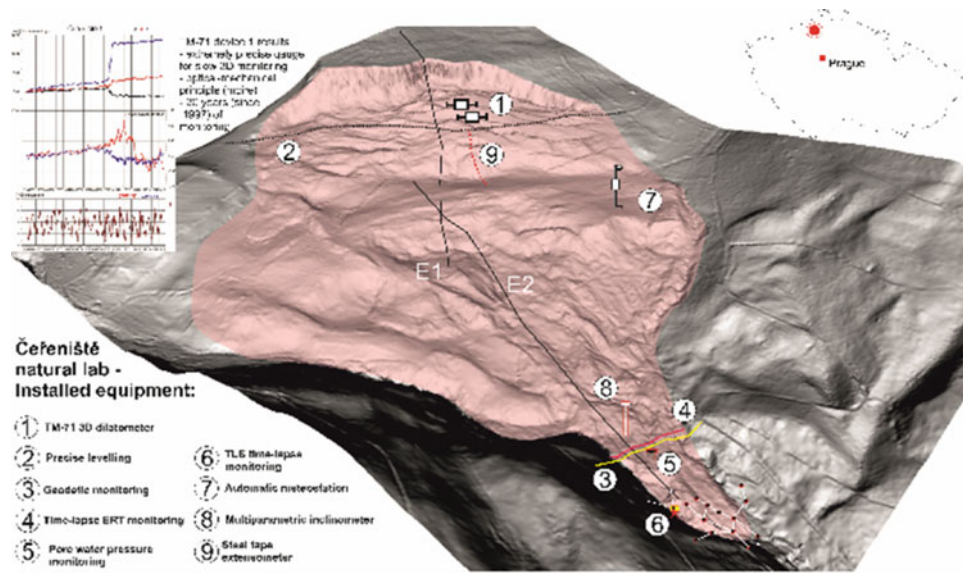 TM-71 device 1 results
- extremely precise gauge
for slow 3D monitoring
- optical-mechanical
principle (moire)
- 20 years (since
1997) of
monitoring
Prague
1
2
9
7
E1
E2
8
4
3
5
6
Čeřeniště
natural lab -
Installed equipment:
1 TM-71 3D dilatometer
2 Precise levelling
3 Geodetic monitoring
4 Time-lapse ERT monitoring
5 Pore water pressure
monitoring
6 TLS time-lapse
monitoring
7 Automatic meteostation
8 Multiparametric inclinometer
9 Steel tape
extensometer